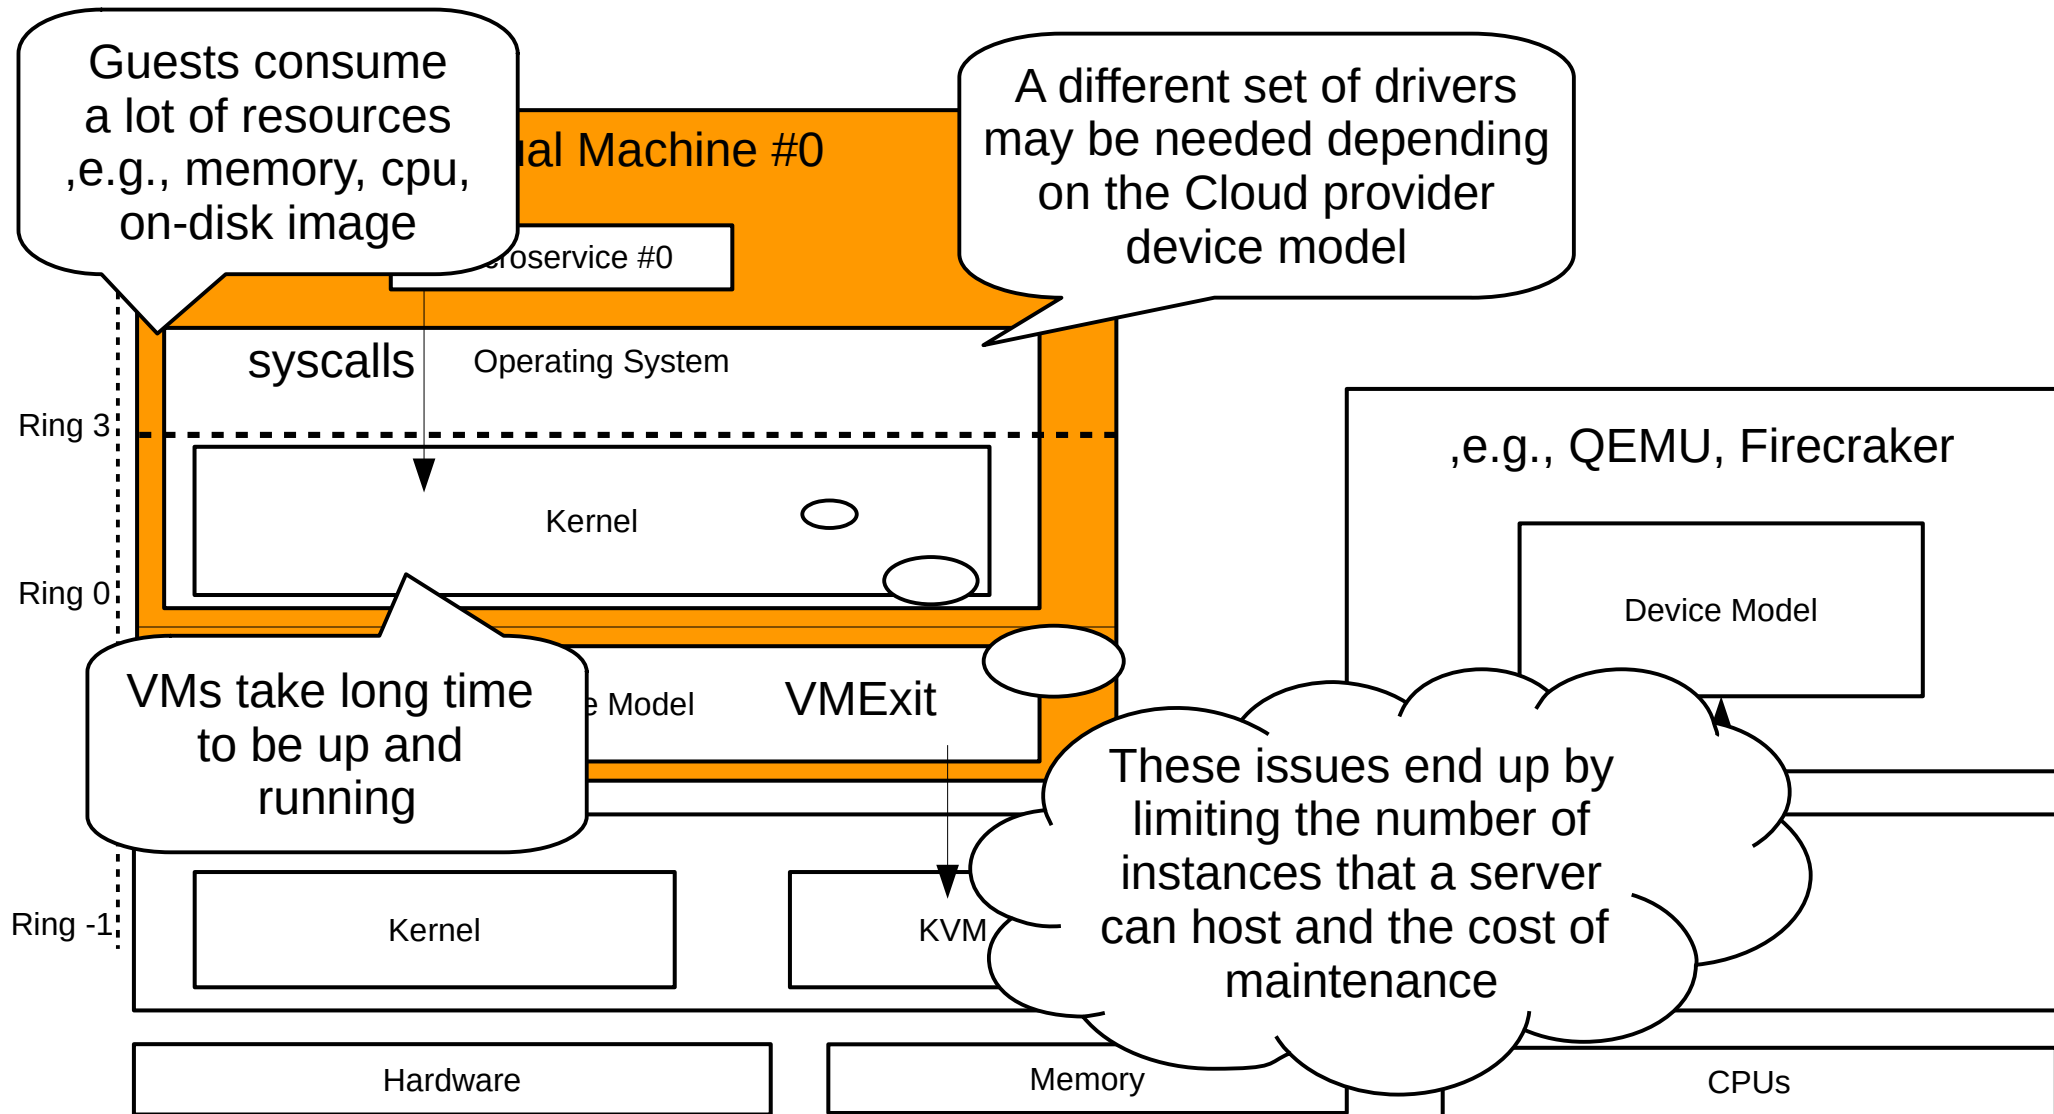 Guests consume
a lot of resources
,e.g., memory, cpu,
on-disk image
A different set of drivers
may be needed depending
on the Cloud provider
device model
Machine #0
#0
syscalls
Operating System
Ring 3
,e.g., QEMU, Firecraker
Kernel
Ring 0
Device Model
VMs take long time
to be up and
running
Model
VMExit
These issues end up by
limiting the number of
instances that a server
can host and the cost of
maintenance
Ring -1
Kernel
KVM
Hardware
Memory
CPUs